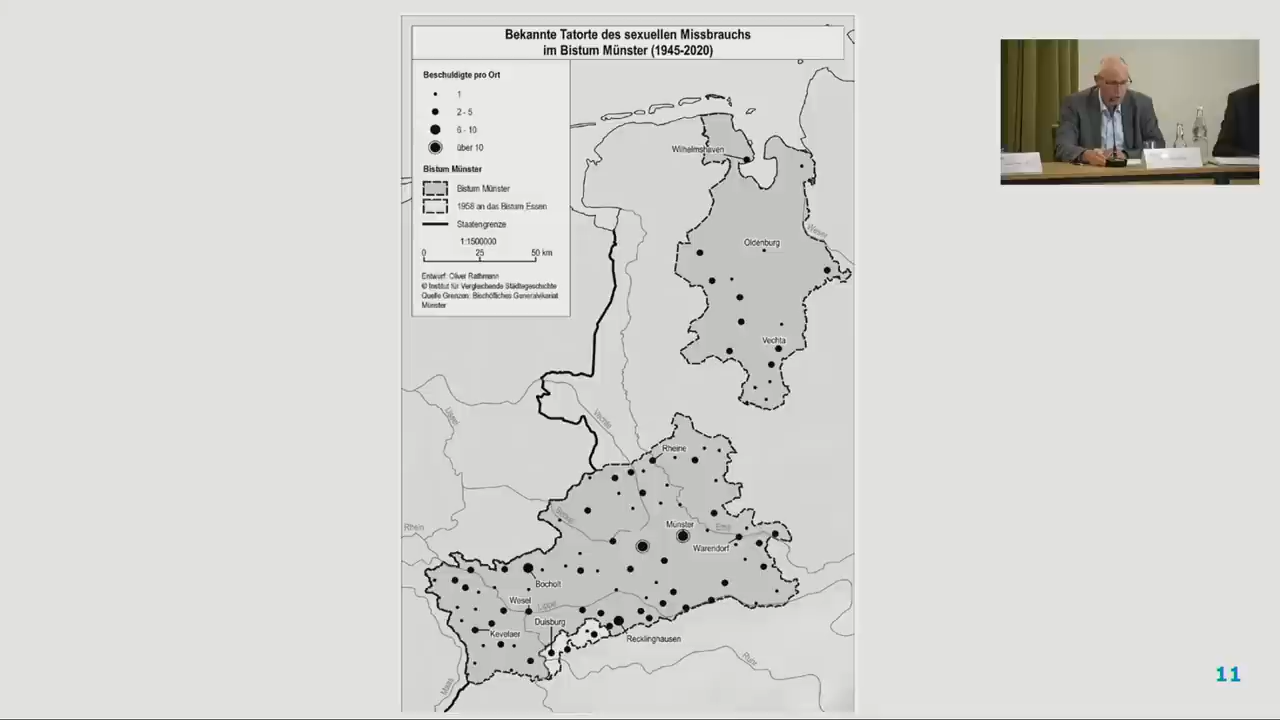 Bekannte Tatorte des sexuellen Missbrauchs
im Bistum Münster (1945-2020)
Beschuldigte pro Ort
1
2 - 5
6 - 10
über 10
Bistum Münster
Bistum Münster
1958 an das Bistum Essen
Staatengrenze
1:1500000
0 25 50 km
Entwurf: Oliver Rathmann
© Institut für Vergleichende Städtegeschichte
Quelle Grenzen: Bischöfliches Generalvikariat
Münster
Wilhelmshaven
Weser
Oldenburg
Vechta
Vechte
IJssel
Rheine
Rhein
Münster
Ems
Berkel
Warendorf
Bocholt
Wesel
Lippe
Duisburg
Kevelaer
Recklinghausen
Ruhr
Maas
11